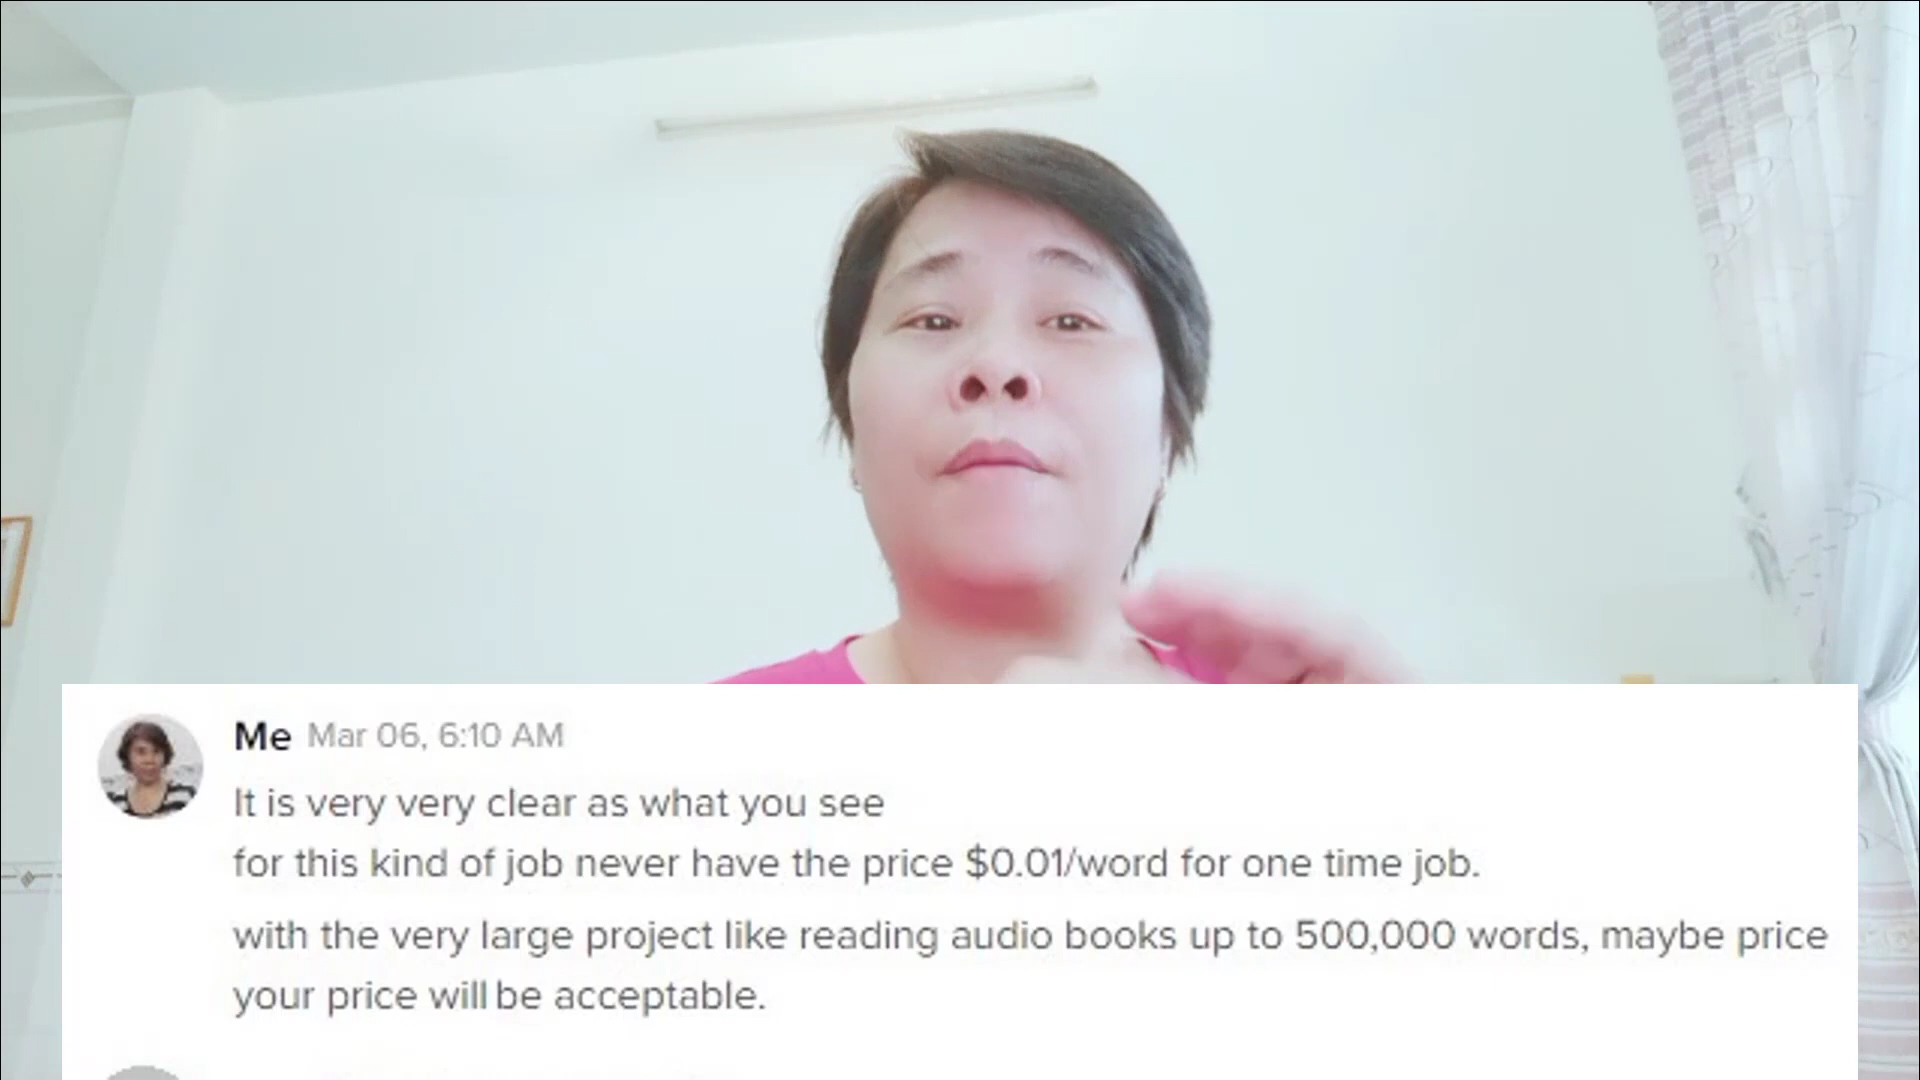 Me Mar 06, 6:10 AM
It is very very clear as what you see
for this kind of job never have the price $0.01/word for one time job.
with the very large project like reading audio books up to 500,000 words, maybe price
your price will be acceptable.